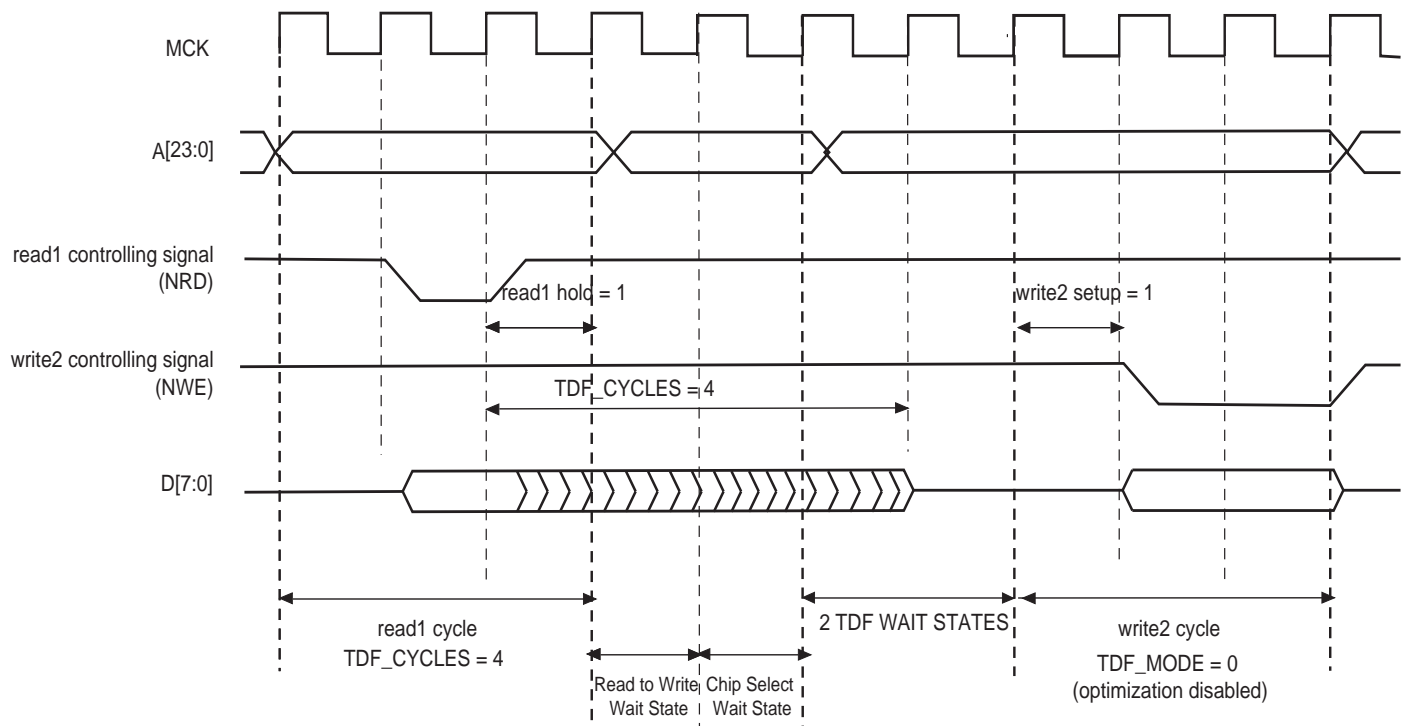 MCK
A[23:0]
read1 controlling signal
(NRD)
read1 hold = 1
write2 setup = 1
write2 controlling signal
(NWE)
TDF_CYCLES = 4
D[7:0]
read1 cycle
TDF_CYCLES = 4
2 TDF WAIT STATES
write2 cycle
TDF_MODE = 0
(optimization disabled)
Read to Write
Wait State
Chip Select
Wait State